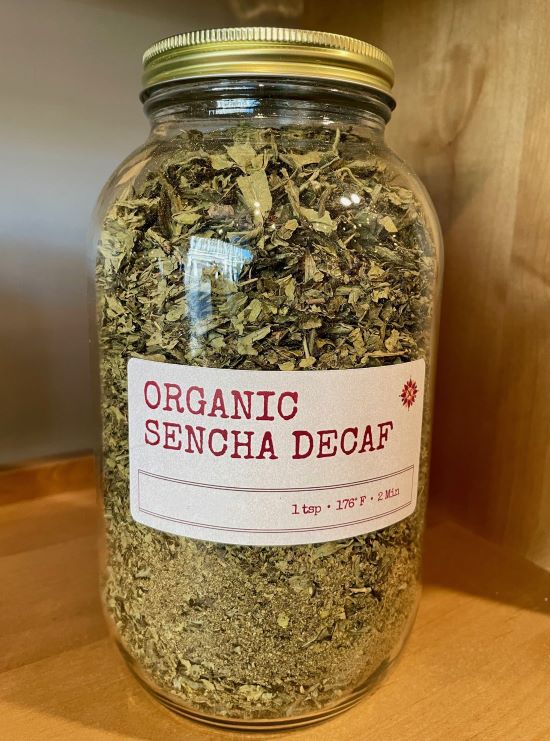 ORGANIC
SENCHA DECAF
1 tsp • 176° F • 2 Min